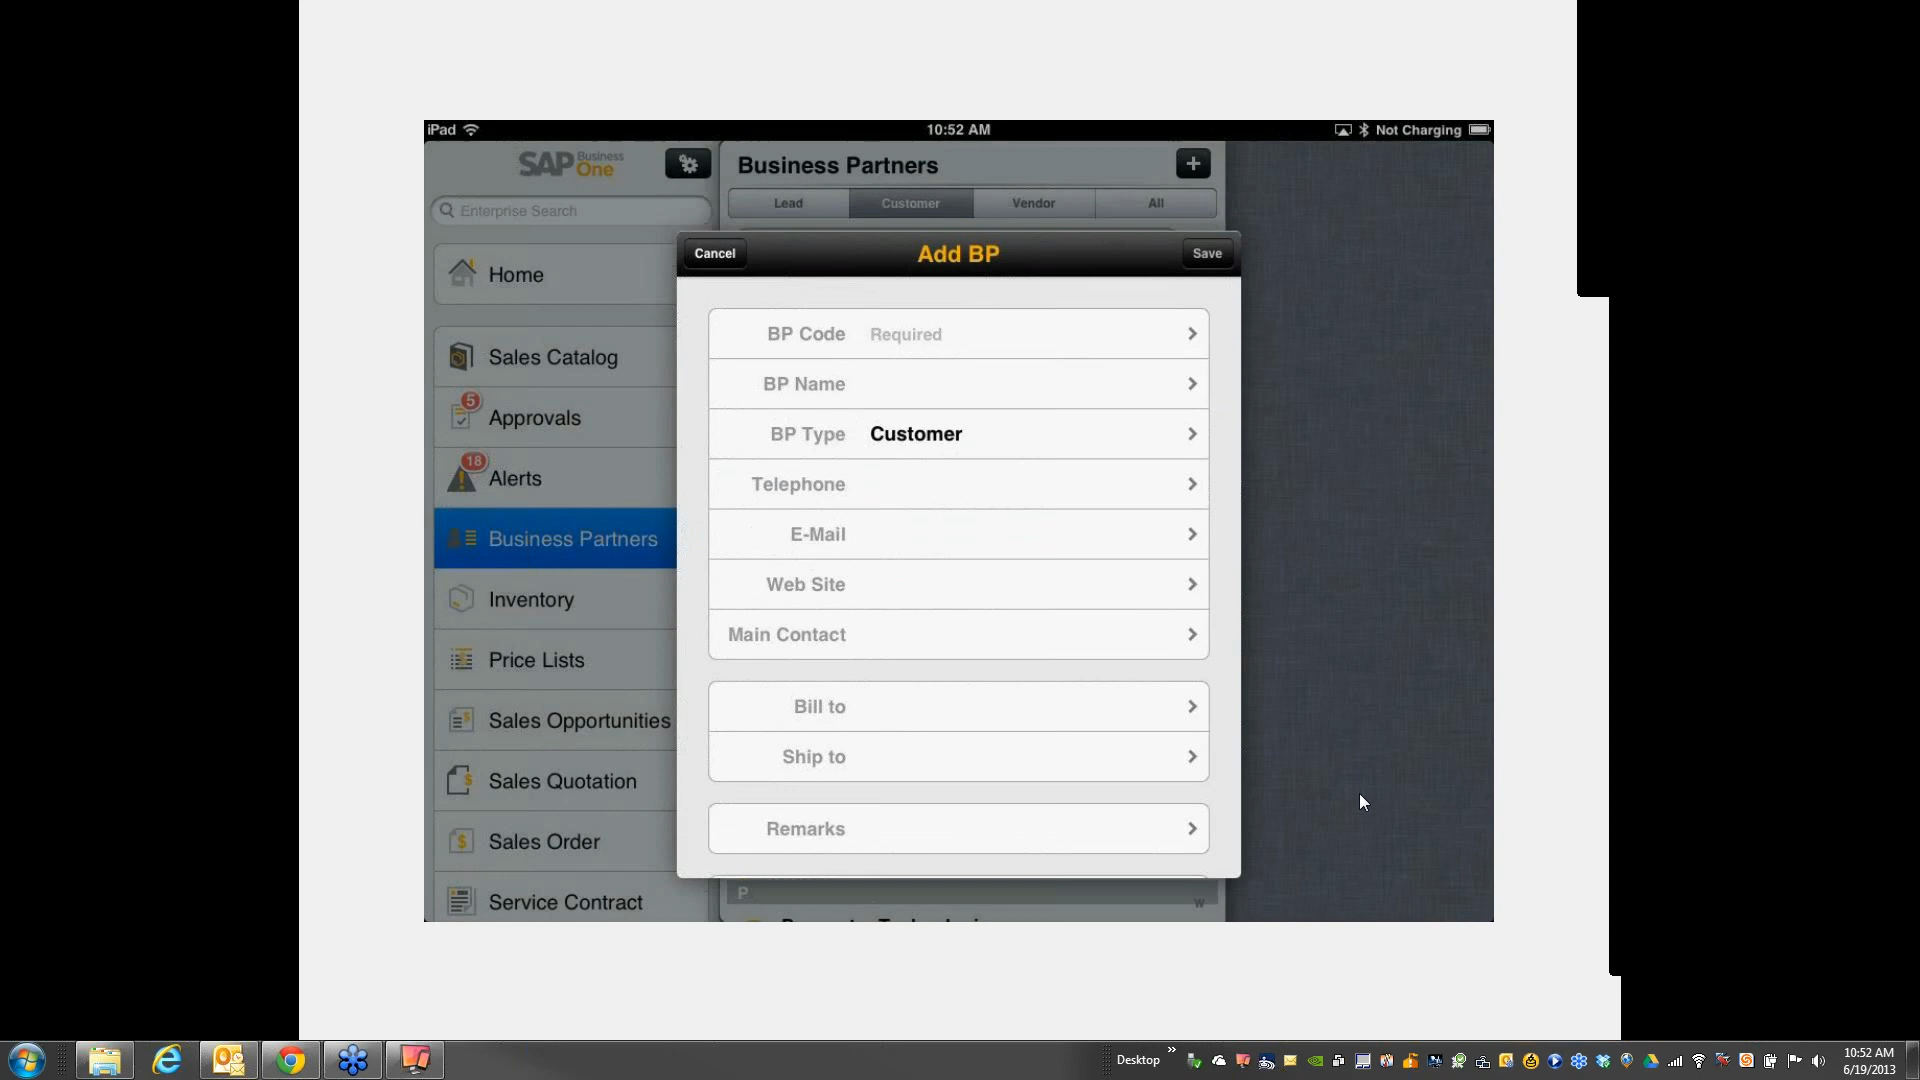 iPad
10:52 AM
Not Charging
SAP Business One
Enterprise Search
Home
Sales Catalog
5
Approvals
18
Alerts
Business Partners
Inventory
Price Lists
Sales Opportunities
Sales Quotation
Sales Order
Service Contract
Business Partners
+
Lead
Customer
Vendor
All
Cancel
Add BP
Save
BP Code Required
BP Name
BP Type Customer
Telephone
E-Mail
Web Site
Main Contact
Bill to
Ship to
Remarks
P
W
Desktop
10:52 AM
6/19/2013